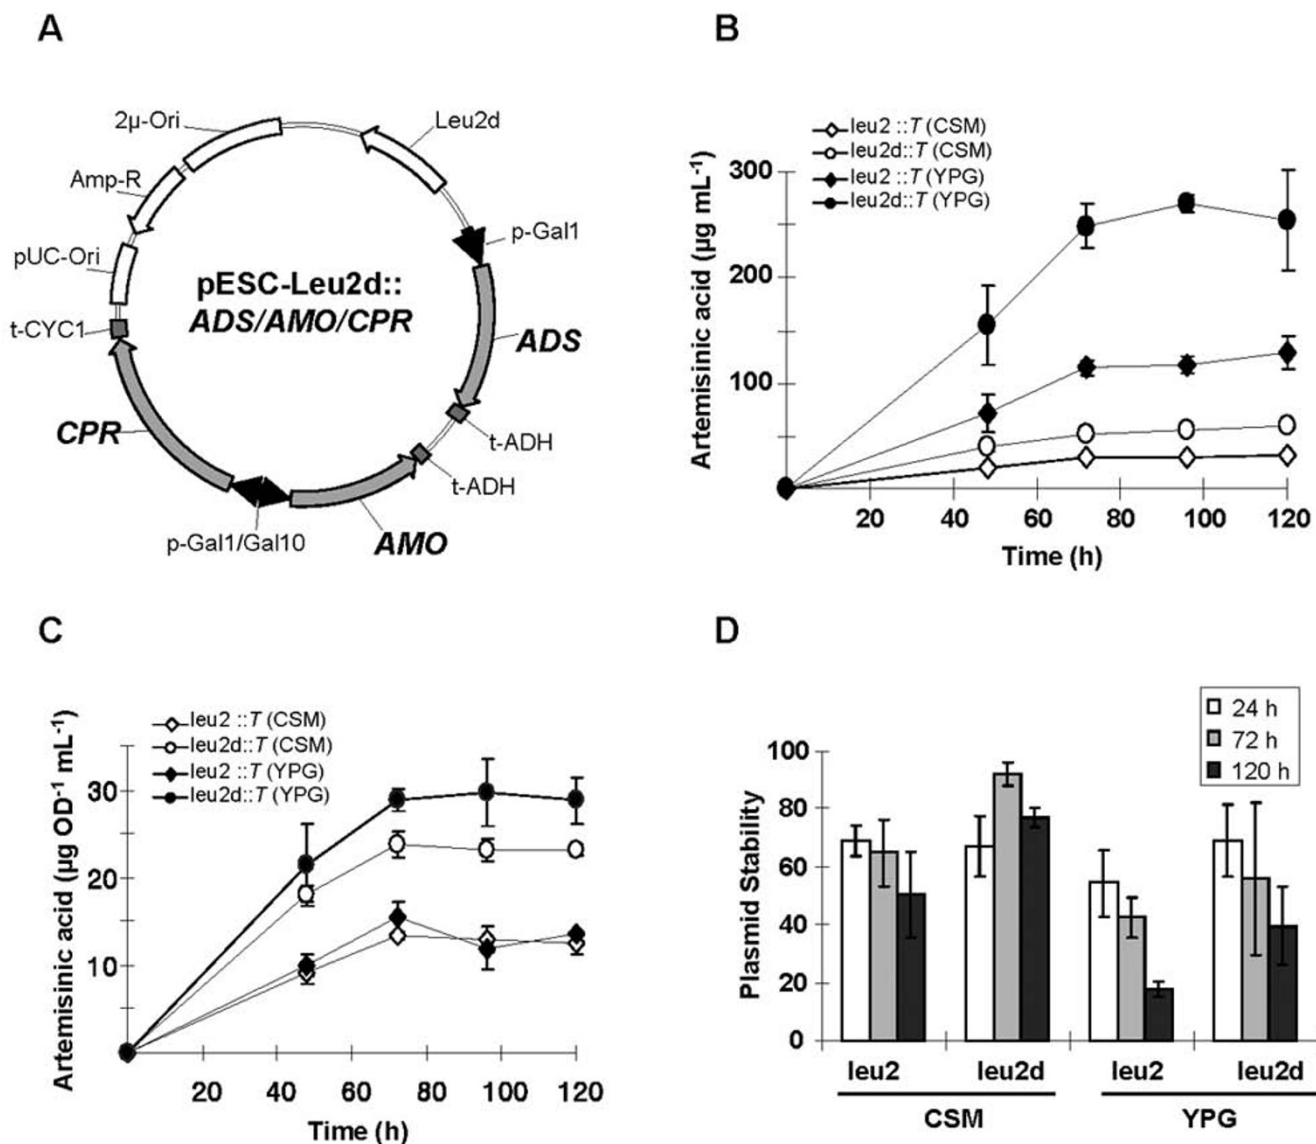 A
2µ-Ori
Leu2d
Amp-R
p-Gal1
pUC-Ori
pESC-Leu2d::
ADS/AMO/CPR
t-CYC1
ADS
CPR
t-ADH
t-ADH
p-Gal1/Gal10
AMO
B
leu2 ::T (CSM)
leu2d::T (CSM)
leu2 ::T (YPG)
leu2d::T (YPG)
Artemisinic acid (µg mL⁻¹)
300
200
100
20 40 60 80 100 120
Time (h)
C
leu2 ::T (CSM)
leu2d::T (CSM)
leu2 ::T (YPG)
leu2d::T (YPG)
Artemisinic acid (µg OD⁻¹ mL⁻¹)
30
20
10
20 40 60 80 100 120
Time (h)
D
24 h
72 h
120 h
Plasmid Stability
100
80
60
40
20
0
leu2 leu2d leu2 leu2d
CSM YPG